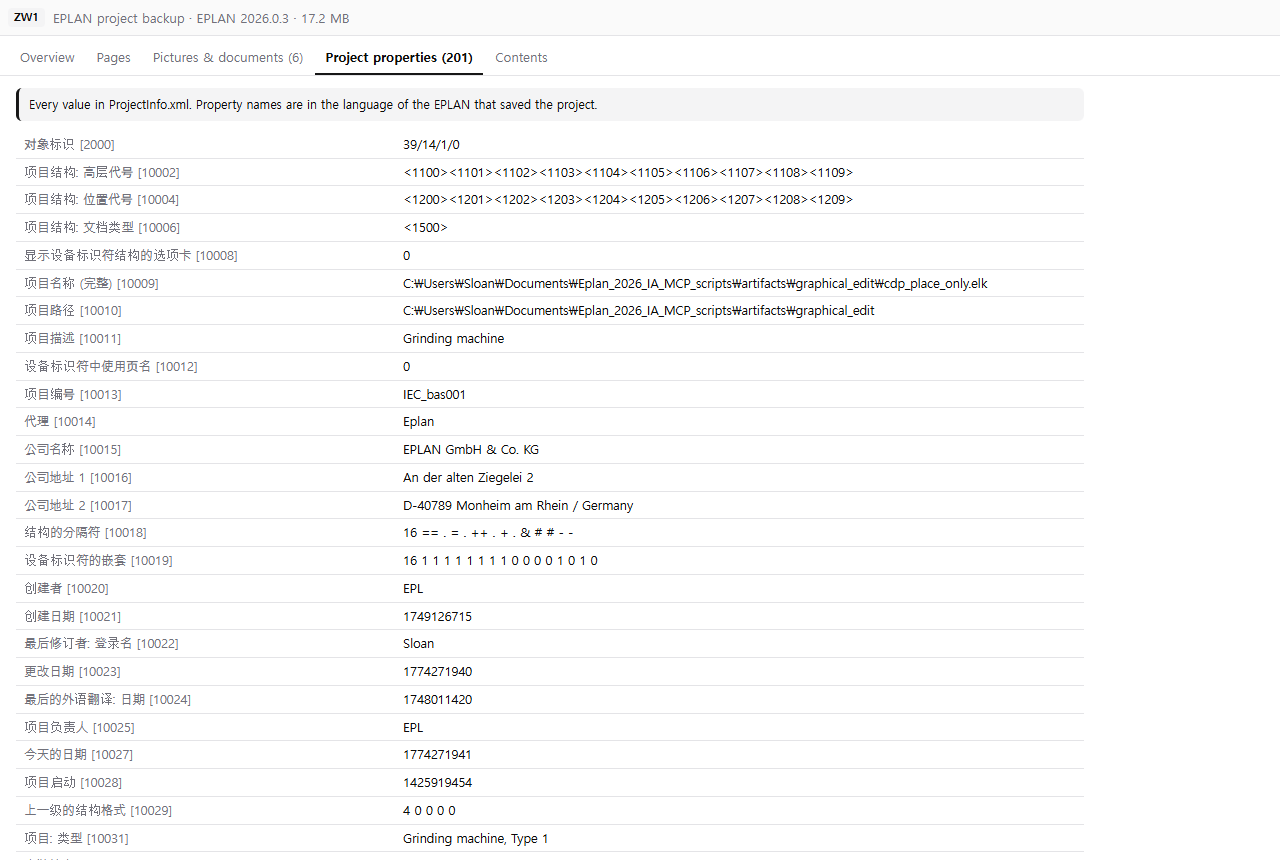 ZW1 EPLAN project backup · EPLAN 2026.0.3 · 17.2 MB
Overview Pages Pictures & documents (6) Project properties (201) Contents
Every value in ProjectInfo.xml. Property names are in the language of the EPLAN that saved the project.
对象标识 [2000] 39/14/1/0
项目结构: 高层代号 [10002] <1100><1101><1102><1103><1104><1105><1106><1107><1108><1109>
项目结构: 位置代号 [10004] <1200><1201><1202><1203><1204><1205><1206><1207><1208><1209>
项目结构: 文档类型 [10006] <1500>
显示设备标识符结构的选项卡 [10008] 0
项目名称 (完整) [10009] C:₩Users₩Sloan₩Documents₩Eplan_2026_IA_MCP_scripts₩artifacts₩graphical_edit₩cdp_place_only.elk
项目路径 [10010] C:₩Users₩Sloan₩Documents₩Eplan_2026_IA_MCP_scripts₩artifacts₩graphical_edit
项目描述 [10011] Grinding machine
设备标识符中使用页名 [10012] 0
项目编号 [10013] IEC_bas001
代理 [10014] Eplan
公司名称 [10015] EPLAN GmbH & Co. KG
公司地址 1 [10016] An der alten Ziegelei 2
公司地址 2 [10017] D-40789 Monheim am Rhein / Germany
结构的分隔符 [10018] 16 == . = . ++ . + . & # # - -
设备标识符的嵌套 [10019] 16 1 1 1 1 1 1 1 1 0 0 0 0 1 0 1 0
创建者 [10020] EPL
创建日期 [10021] 1749126715
最后修订者: 登录名 [10022] Sloan
更改日期 [10023] 1774271940
最后的外语翻译: 日期 [10024] 1748011420
项目负责人 [10025] EPL
今天的日期 [10027] 1774271941
项目启动 [10028] 1425919454
上一级的结构格式 [10029] 4 0 0 0 0
项目: 类型 [10031] Grinding machine, Type 1